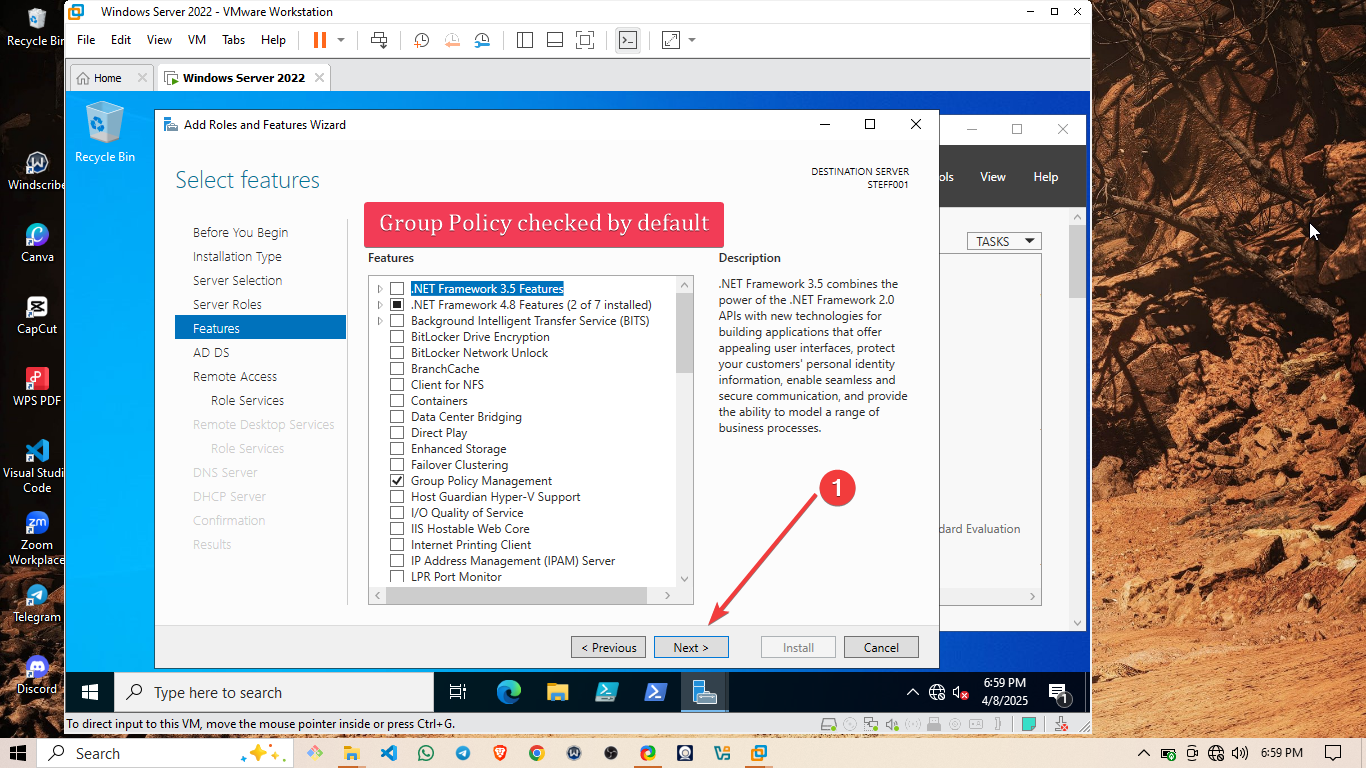 Recycle Bin
Windscribe
Canva
CapCut
WPS PDF
Visual Studi
Code
Zoom
Workplace
Telegram
Discord
Windows Server 2022 - VMware Workstation
File Edit View VM Tabs Help
Home
Windows Server 2022
Recycle Bin
Add Roles and Features Wizard
Select features
DESTINATION SERVER
STEFF001
ols View Help
TASKS
Group Policy checked by default
Before You Begin
Installation Type
Server Selection
Server Roles
Features
AD DS
Remote Access
Role Services
Remote Desktop Services
Role Services
DNS Server
DHCP Server
Confirmation
Results
Features
.NET Framework 3.5 Features
.NET Framework 4.8 Features (2 of 7 installed)
Background Intelligent Transfer Service (BITS)
BitLocker Drive Encryption
BitLocker Network Unlock
BranchCache
Client for NFS
Containers
Data Center Bridging
Direct Play
Enhanced Storage
Failover Clustering
Group Policy Management
Host Guardian Hyper-V Support
I/O Quality of Service
IIS Hostable Web Core
Internet Printing Client
IP Address Management (IPAM) Server
LPR Port Monitor
Description
.NET Framework 3.5 combines the
power of the .NET Framework 2.0
APIs with new technologies for
building applications that offer
appealing user interfaces, protect
your customers' personal identity
information, enable seamless and
secure communication, and provide
the ability to model a range of
business processes.
1
dard Evaluation
< Previous Next > Install Cancel
Type here to search
6:59 PM
4/8/2025
1
To direct input to this VM, move the mouse pointer inside or press Ctrl+G.
Search
6:59 PM